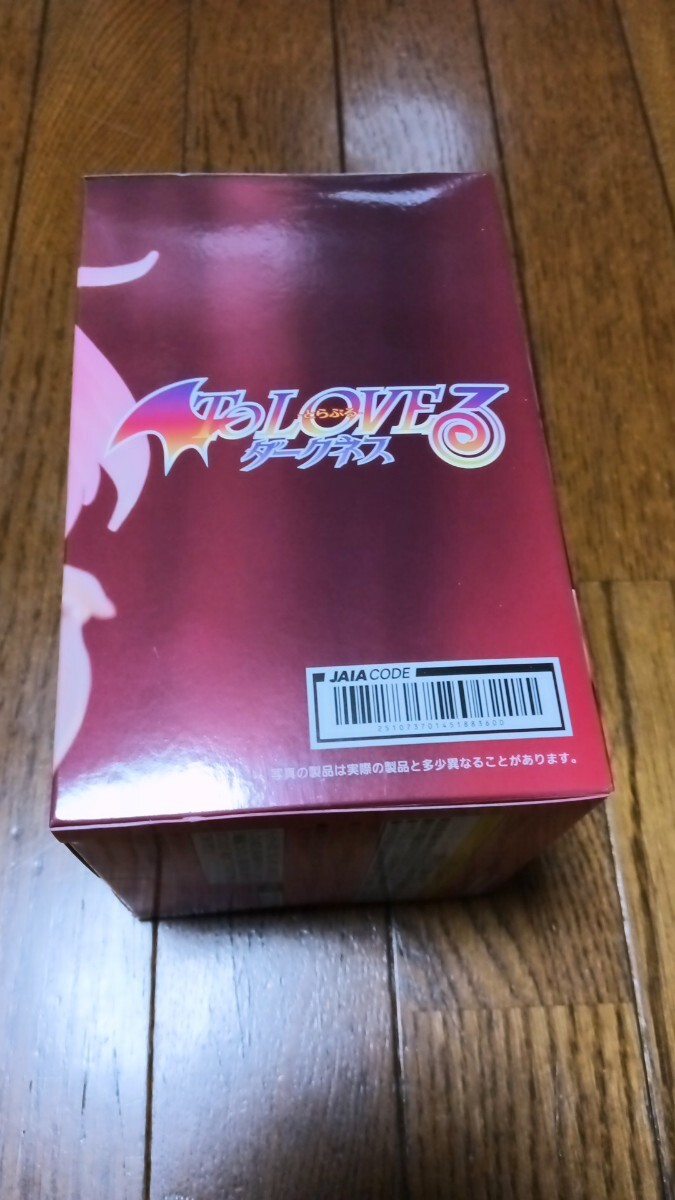 To LOVEる
とらぶる
ダークネス
JAIA CODE
2510737014518836OO
写真の製品は実際の製品と多少異なることがあります。